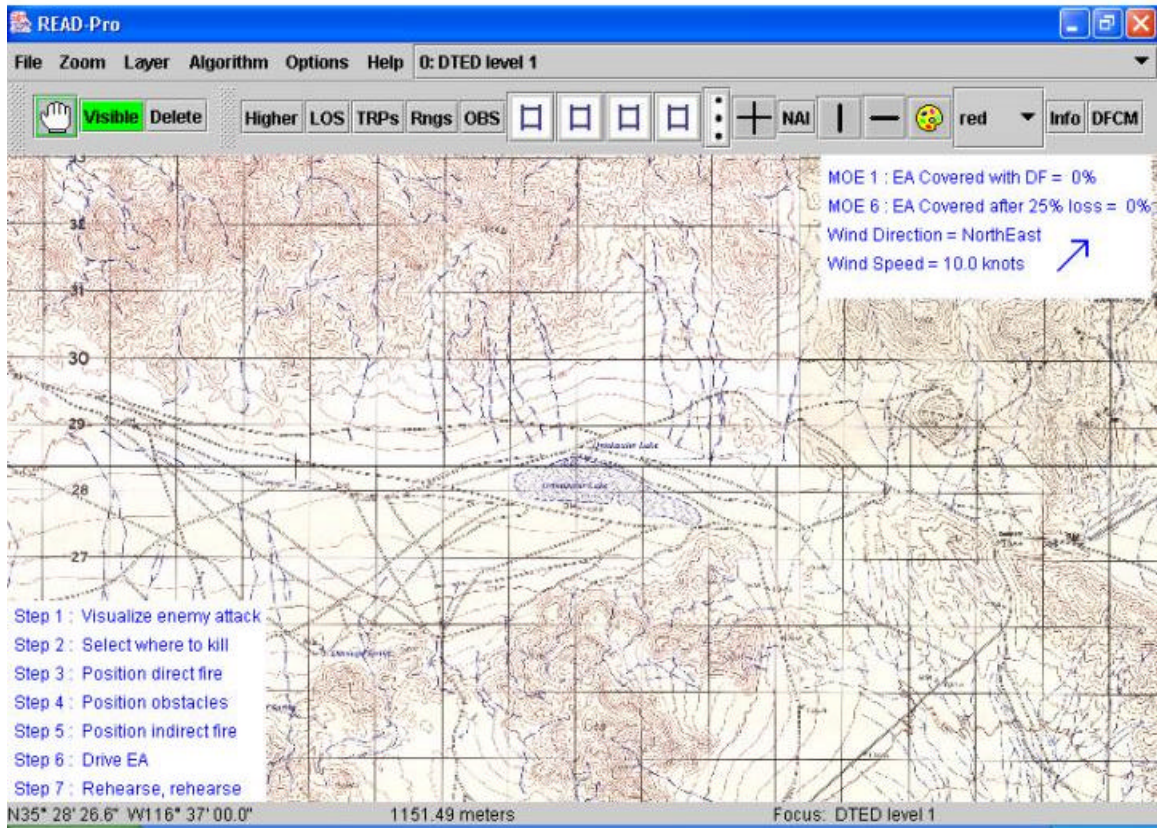 READ-Pro
File Zoom Layer Algorithm Options Help 0: DTED level 1
Visible Delete Higher LOS TRPs Rngs OBS NAI red Info DFCM
MOE 1 : EA Covered with DF = 0%
MOE 6 : EA Covered after 25% loss = 0%
Wind Direction = NorthEast
Wind Speed = 10.0 knots
33
32
31
30
29
28
27
Step 1 : Visualize enemy attack
Step 2 : Select where to kill
Step 3 : Position direct fire
Step 4 : Position obstacles
Step 5 : Position indirect fire
Step 6 : Drive EA
Step 7 : Rehearse, rehearse
N35° 28' 26.6" W116° 37' 00.0" 1151.49 meters Focus: DTED level 1